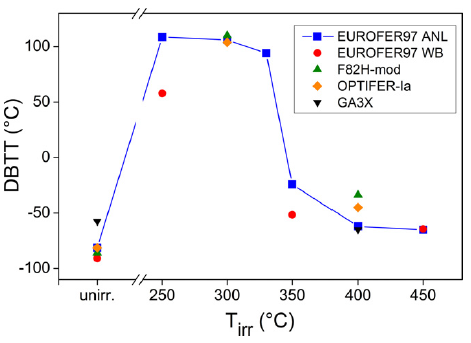 EUROFER97 ANL
EUROFER97 WB
F82H-mod
OPTIFER-Ia
GA3X
100
50
0
-50
-100
DBTT (°C)
unirr. 250 300 350 400 450
Tirr (°C)